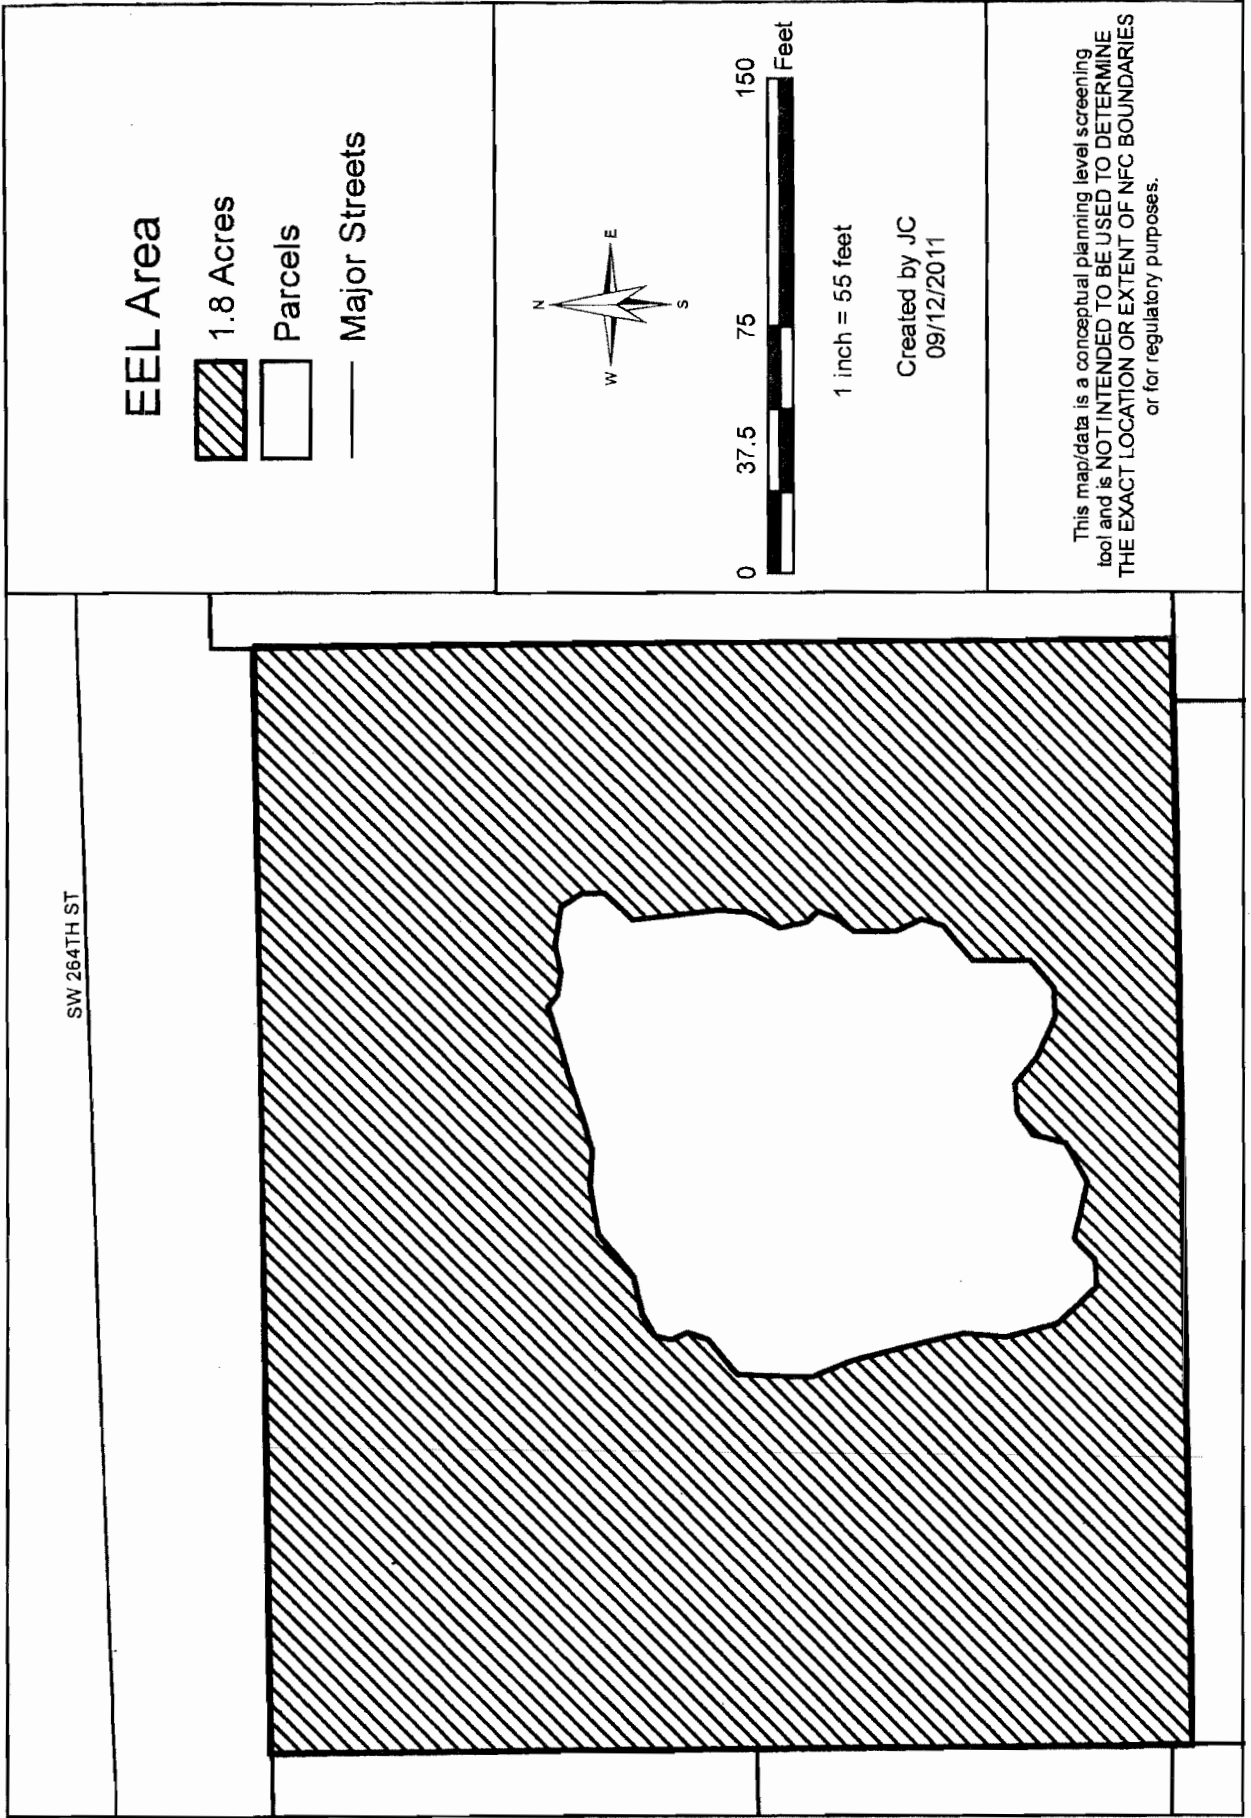 SW 264TH ST
EEL Area
1.8 Acres
Parcels
Major Streets
N
W
E
S
0 37.5 75 150
Feet
1 inch = 55 feet
Created by JC
09/12/2011
This map/data is a conceptual planning level screening
tool and is NOT INTENDED TO BE USED TO DETERMINE
THE EXACT LOCATION OR EXTENT OF NFC BOUNDARIES
or for regulatory purposes.